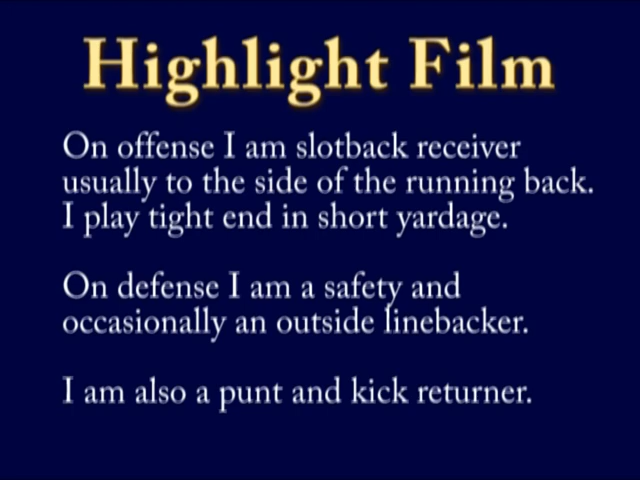 Highlight Film
On offense I am slotback receiver
usually to the side of the running back.
I play tight end in short yardage.
On defense I am a safety and
occasionally an outside linebacker.
I am also a punt and kick returner.